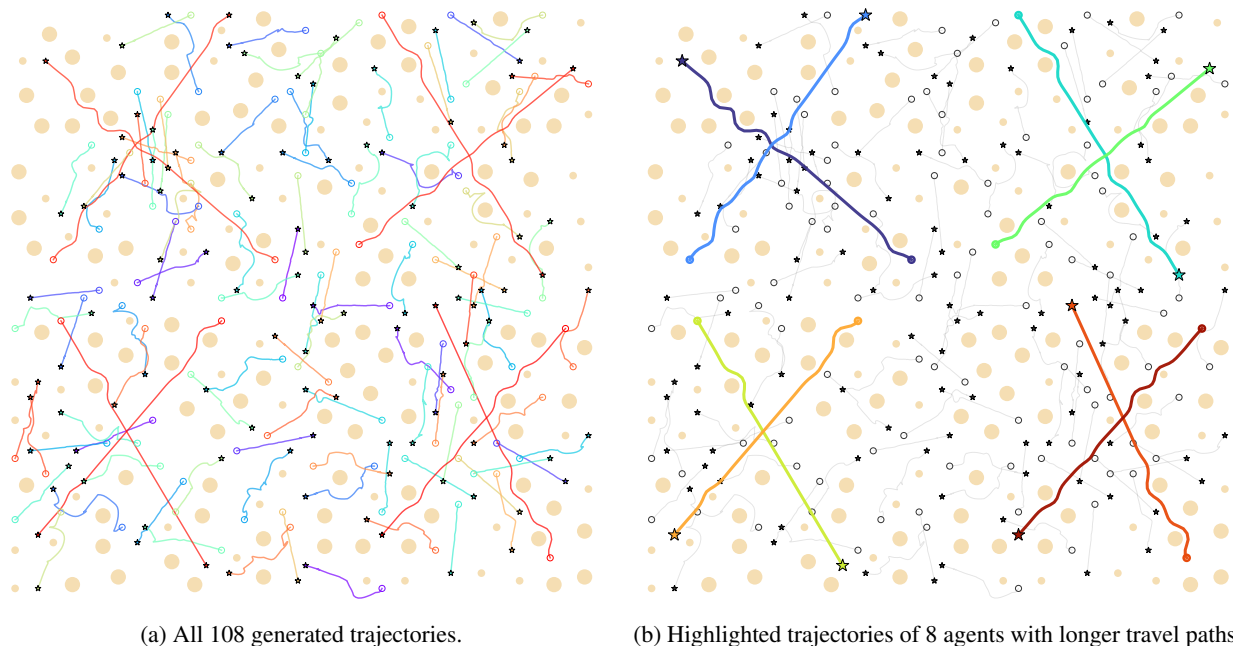 (a) All 108 generated trajectories.
(b) Highlighted trajectories of 8 agents with longer travel paths